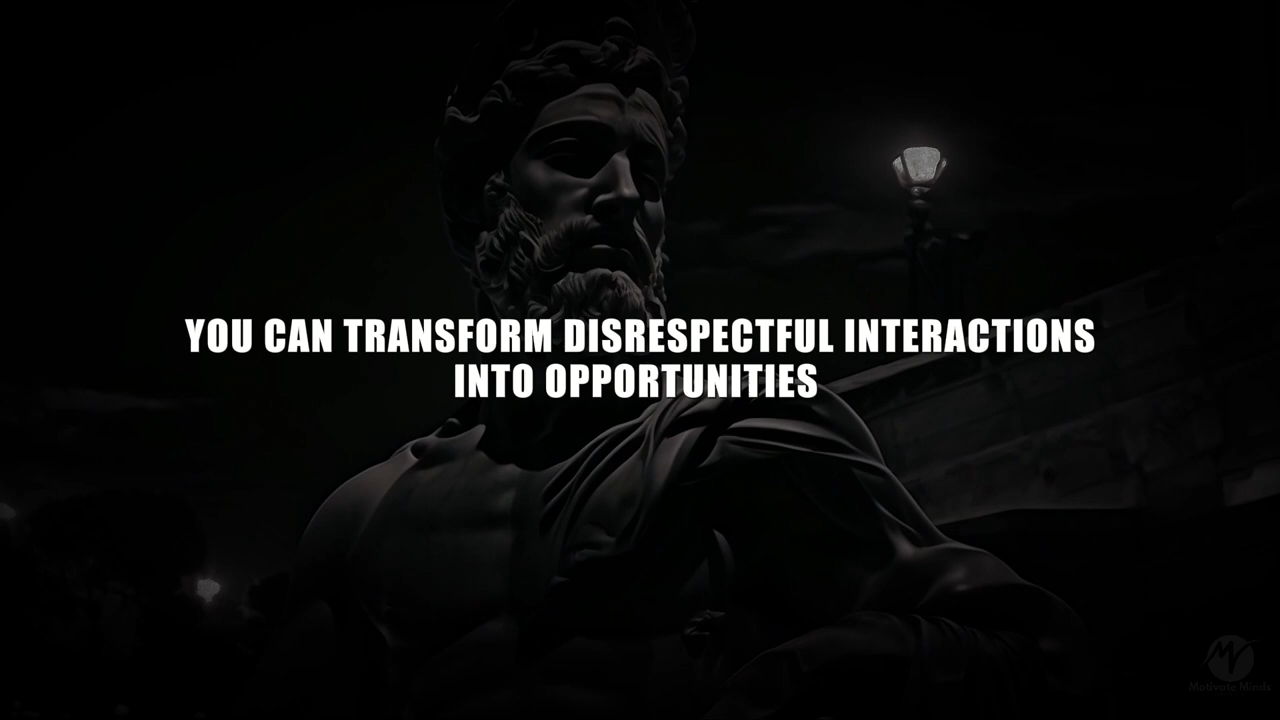 YOU CAN TRANSFORM DISRESPECTFUL INTERACTIONS
INTO OPPORTUNITIES
Motivate Minds